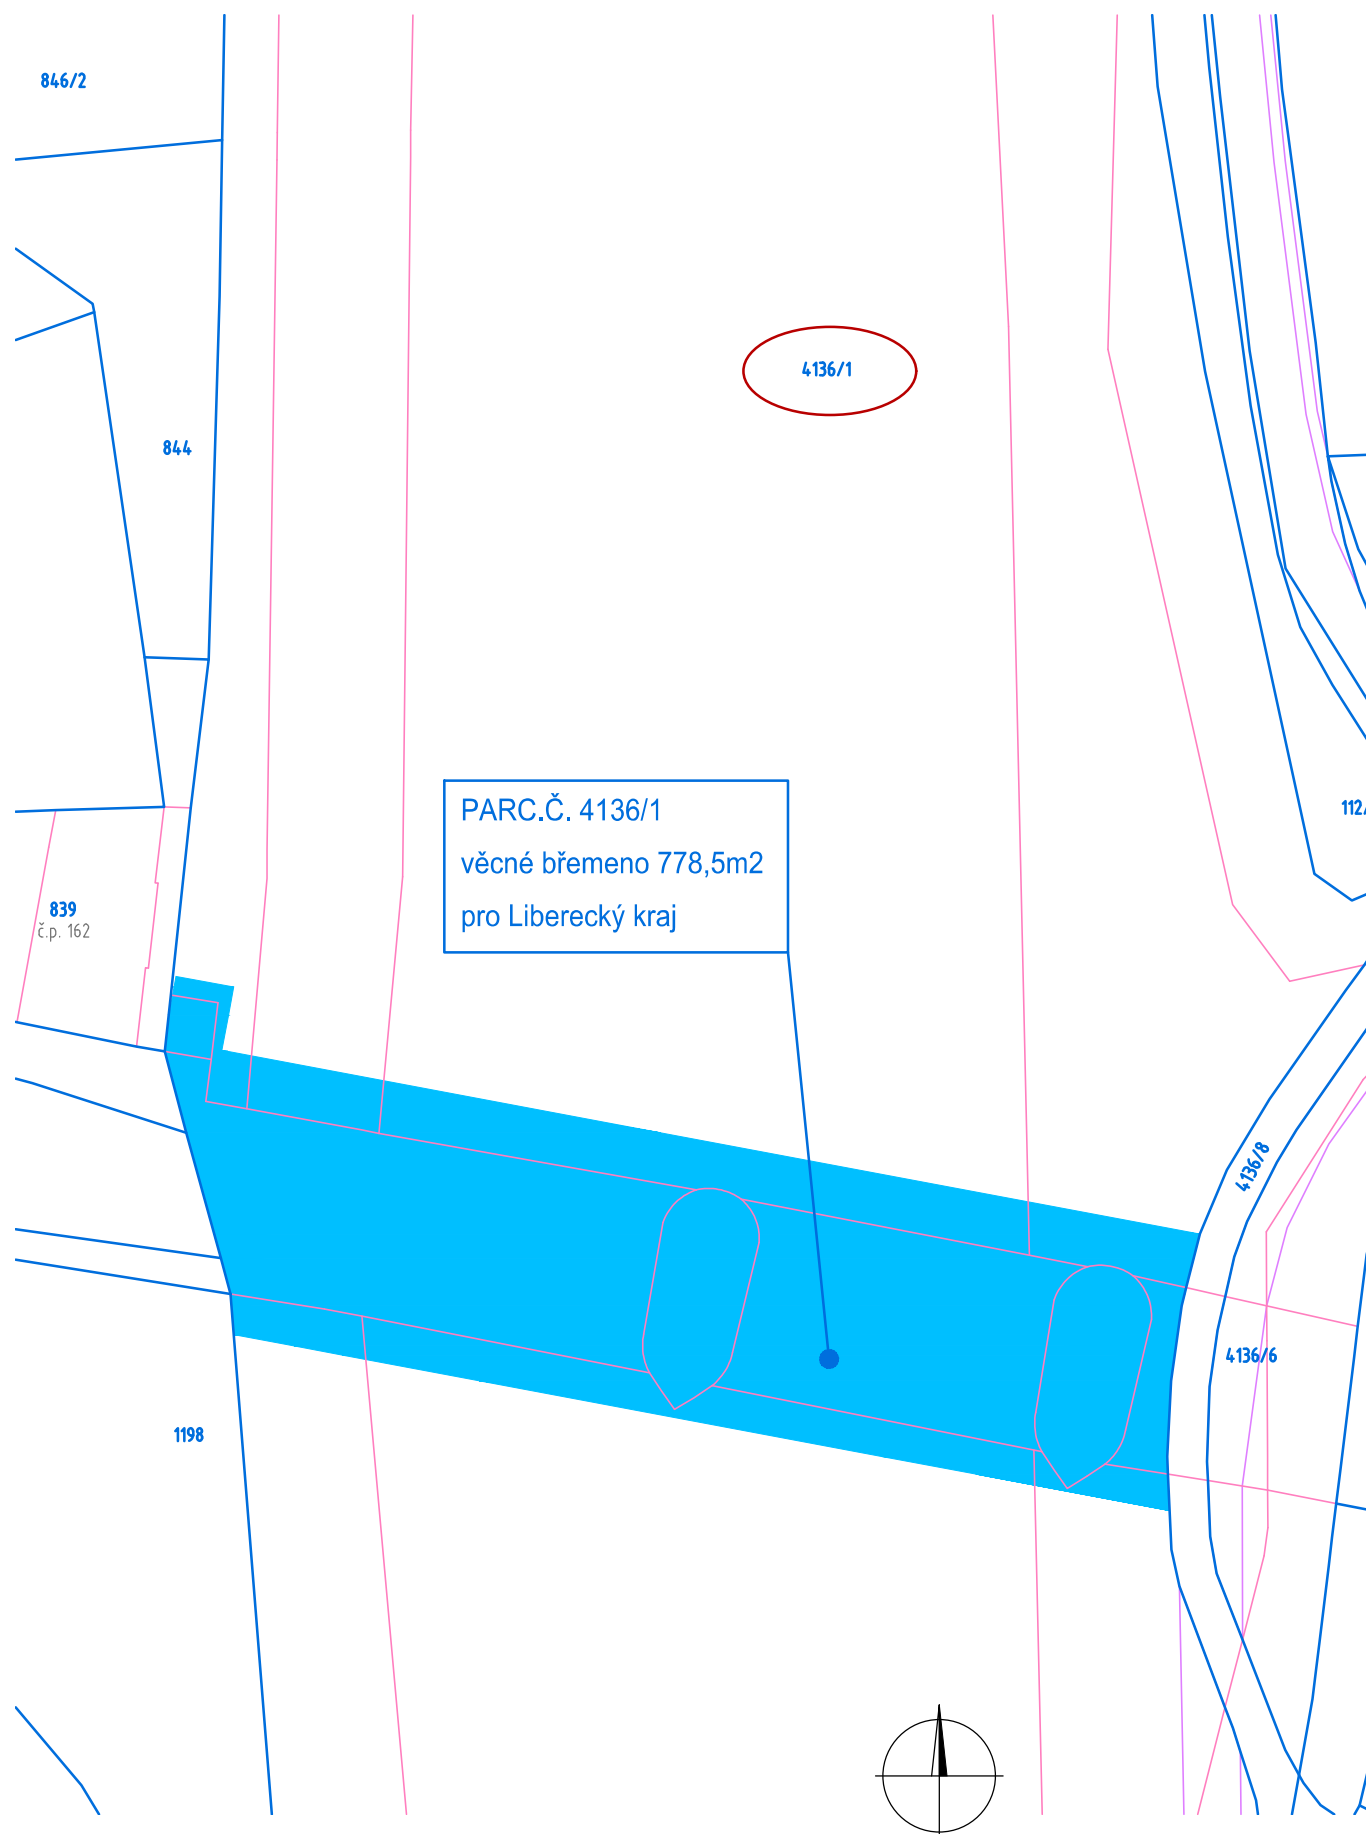 846/2
4136/1
844
PARC.Č. 4136/1
věcné břemeno 778,5m2
pro Liberecký kraj
112/
839
č.p. 162
4136/8
4136/6
1198